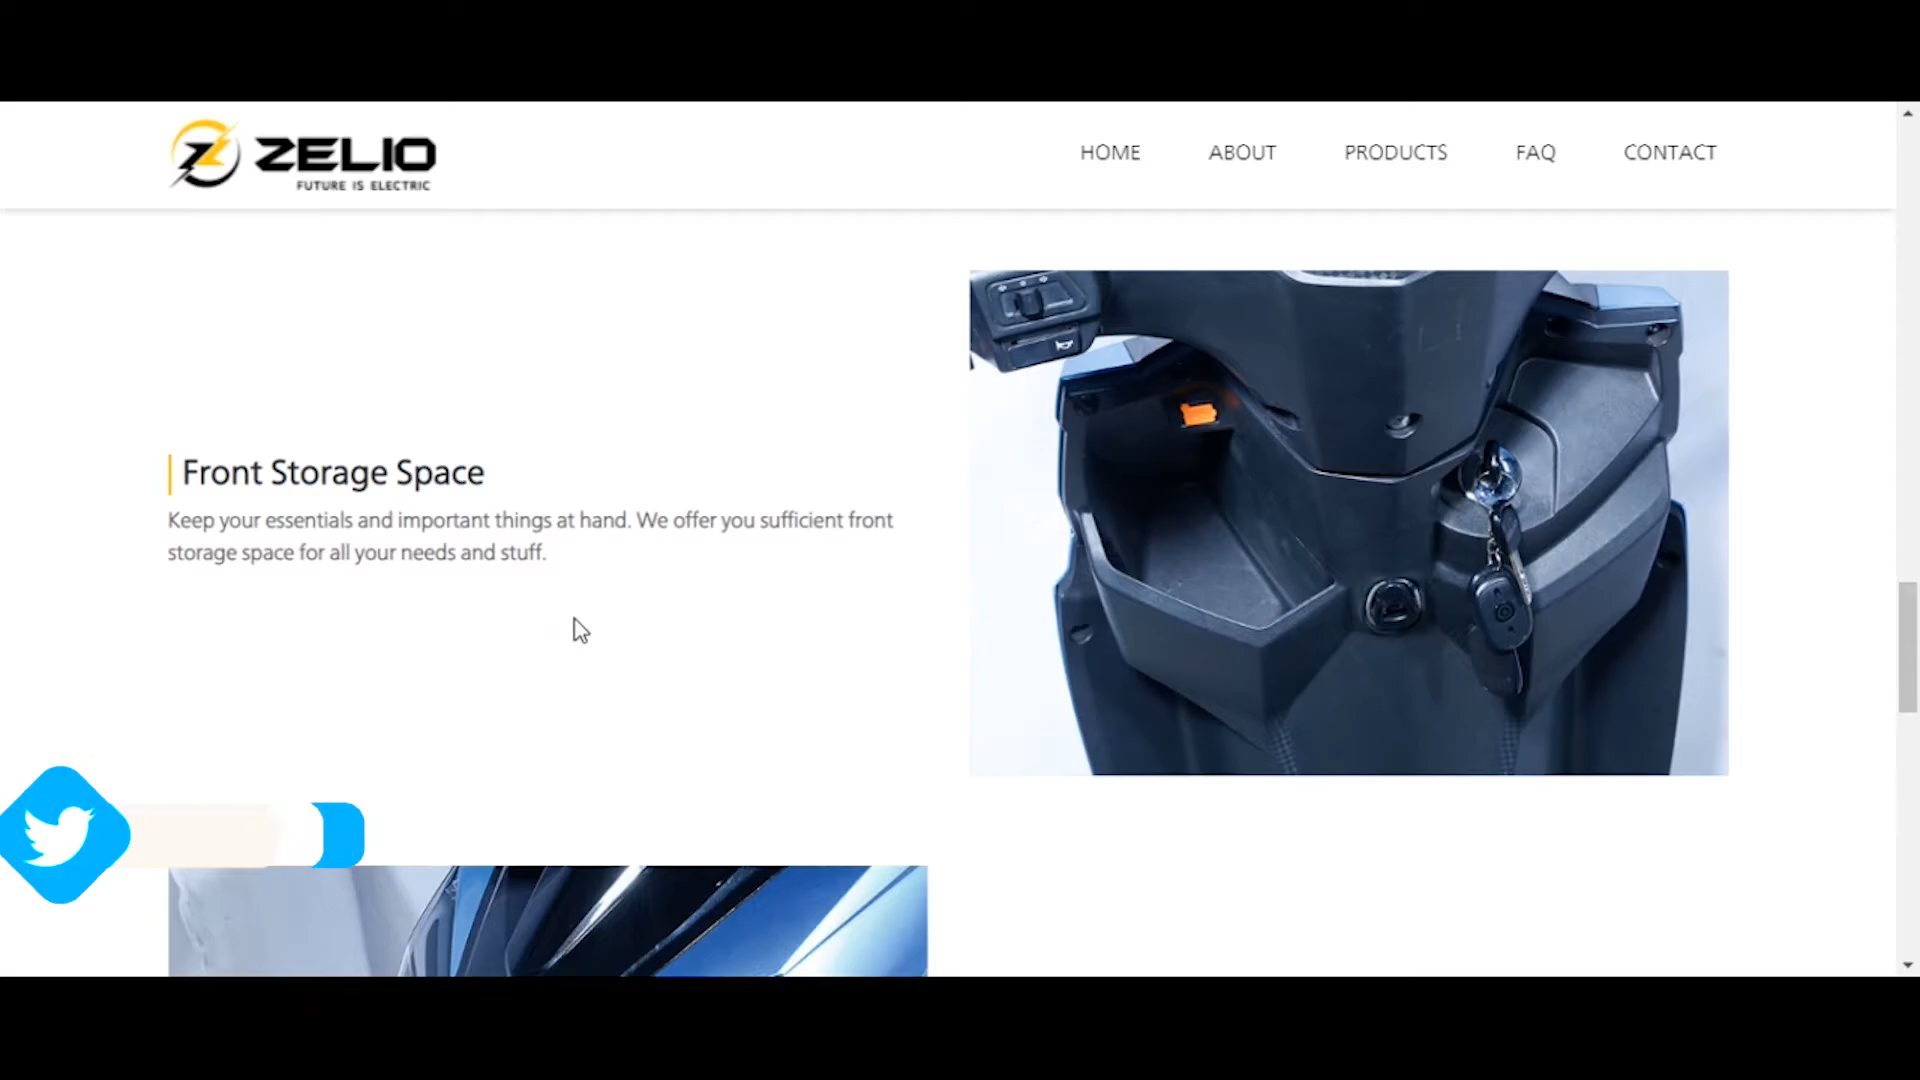 ZELIO
FUTURE IS ELECTRIC
HOME
ABOUT
PRODUCTS
FAQ
CONTACT
Front Storage Space
Keep your essentials and important things at hand. We offer you sufficient front
storage space for all your needs and stuff.